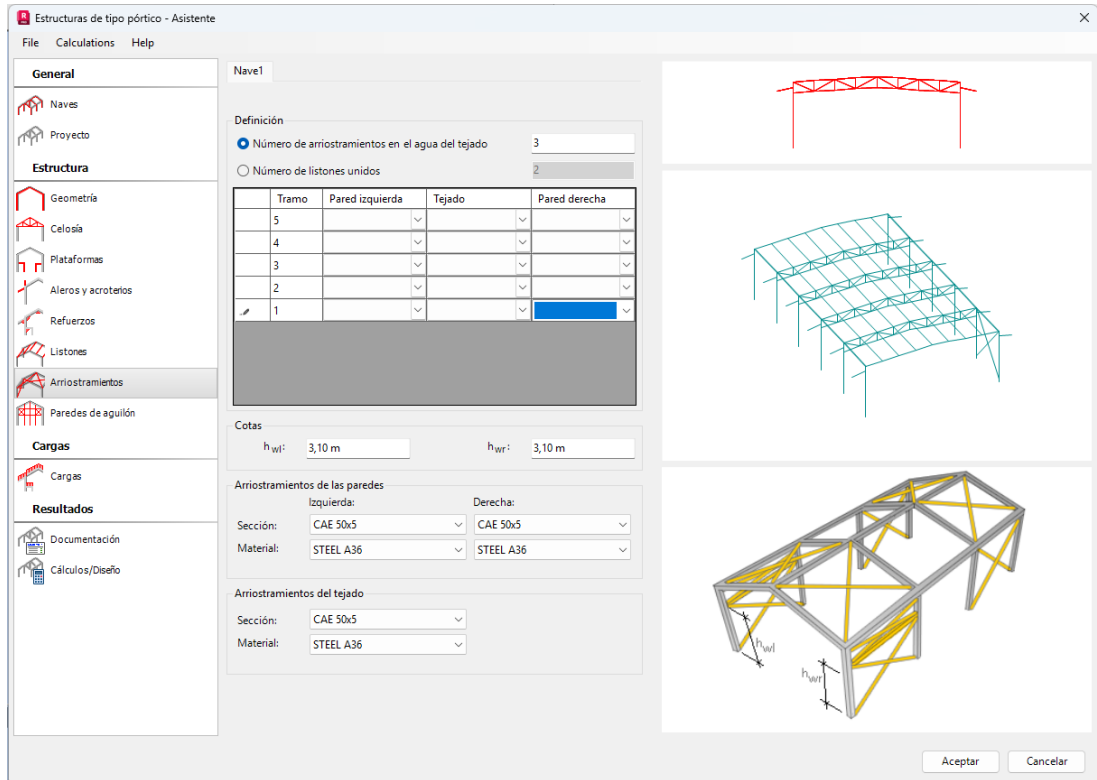 Estructuras de tipo pórtico - Asistente
File Calculations Help
General
Naves
Proyecto
Estructura
Geometría
Celosía
Plataformas
Aleros y acroterios
Refuerzos
Listones
Arriostramientos
Paredes de aguilón
Cargas
Cargas
Resultados
Documentación
Cálculos/Diseño
Nave1
Definición
Número de arriostramientos en el agua del tejado 3
Número de listones unidos 2
Tramo Pared izquierda Tejado Pared derecha
5
4
3
2
1
Cotas
hwl: 3,10 m hwr: 3,10 m
Arriostramientos de las paredes
Izquierda: Derecha:
Sección: CAE 50x5 CAE 50x5
Material: STEEL A36 STEEL A36
Arriostramientos del tejado
Sección: CAE 50x5
Material: STEEL A36
hwl
hwr
Aceptar Cancelar